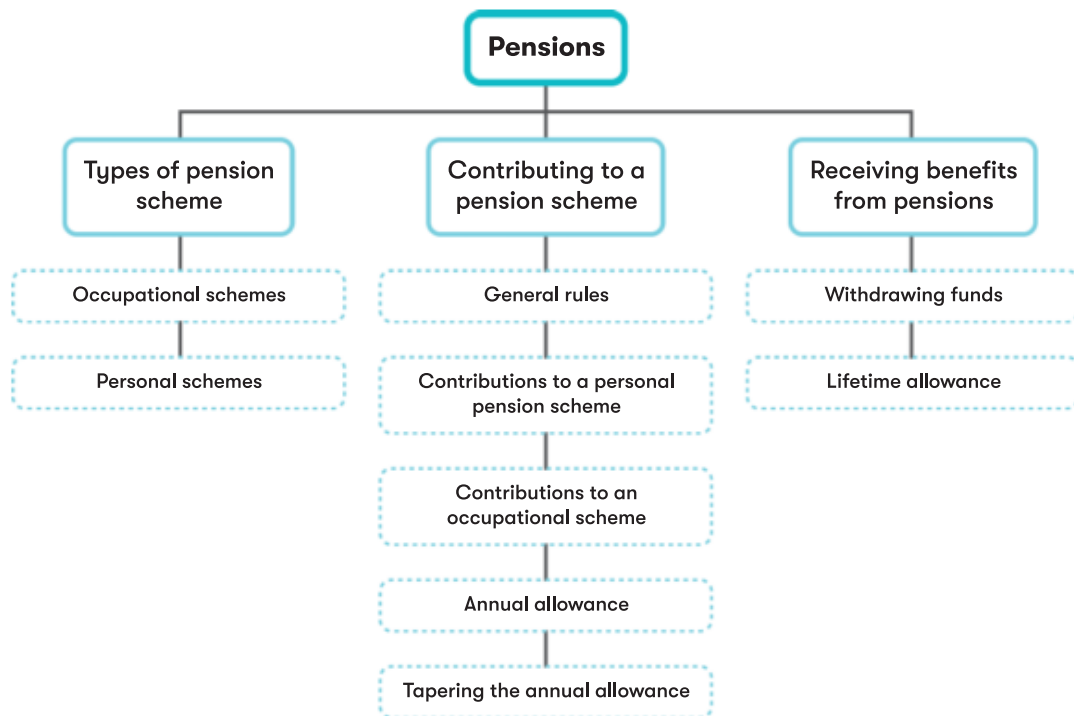 Pensions
Types of pension
scheme
Occupational schemes
Personal schemes
Contributing to a
pension scheme
General rules
Contributions to a personal
pension scheme
Contributions to an
occupational scheme
Annual allowance
Tapering the annual allowance
Receiving benefits
from pensions
Withdrawing funds
Lifetime allowance